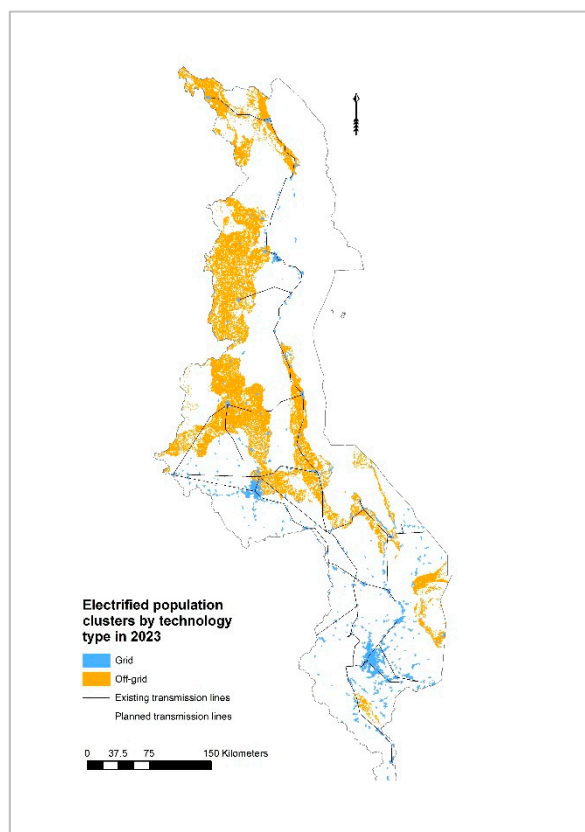 Electrified population
clusters by technology
type in 2023
Grid
Off-grid
Existing transmission lines
Planned transmission lines
0 37.5 75 150 Kilometers